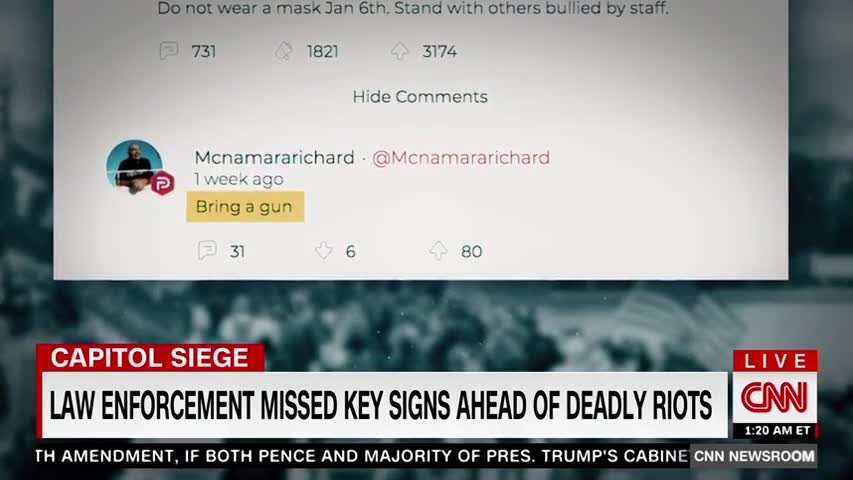 Do not wear a mask Jan 6th. Stand with others bullied by staff.
731 1821 3174
Hide Comments
Mcnamararichard · @Mcnamararichard
1 week ago
Bring a gun
31 6 80
CAPITOL SIEGE
LAW ENFORCEMENT MISSED KEY SIGNS AHEAD OF DEADLY RIOTS
LIVE
CNN
1:20 AM ET
TH AMENDMENT, IF BOTH PENCE AND MAJORITY OF PRES. TRUMP'S CABINE
CNN NEWSROOM